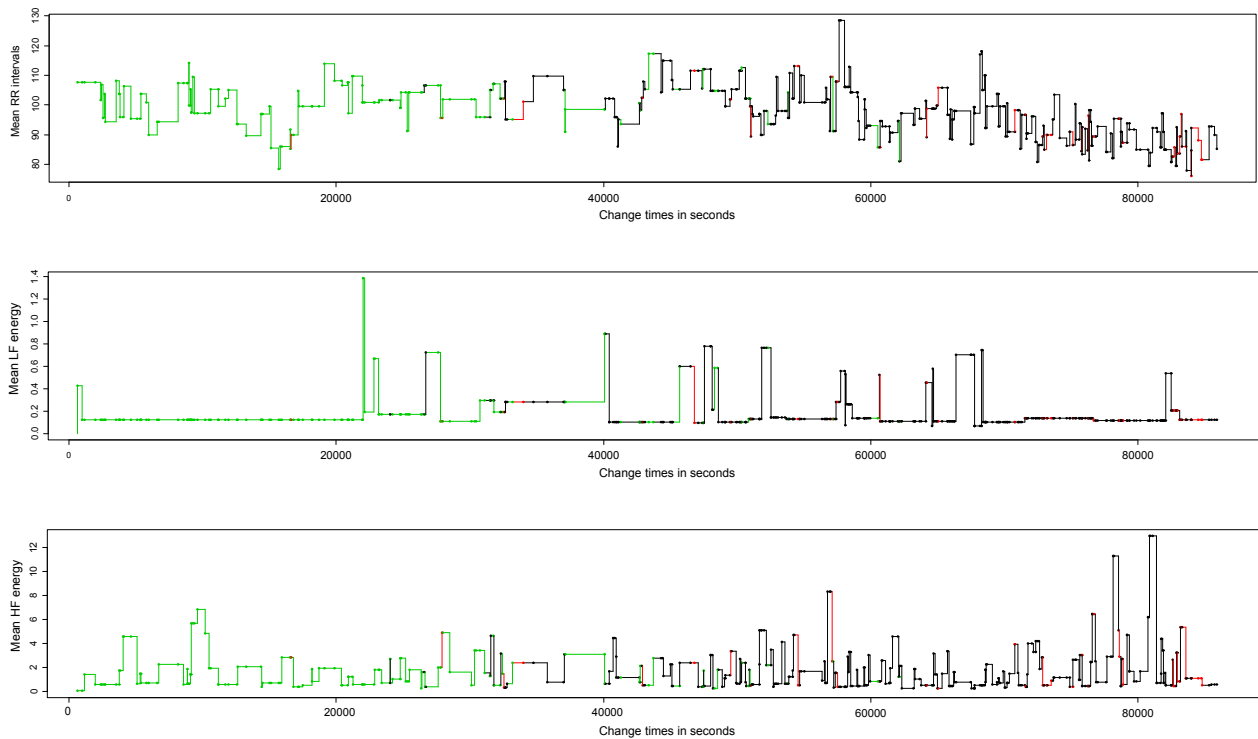 Mean RR intervals
130
120
110
100
90
80
0 20000 40000 60000 80000
Change times in seconds
Mean LF energy
1.4
1.2
1.0
0.8
0.6
0.4
0.2
0.0
0 20000 40000 60000 80000
Change times in seconds
Mean HF energy
12
10
8
6
4
2
0
0 20000 40000 60000 80000
Change times in seconds